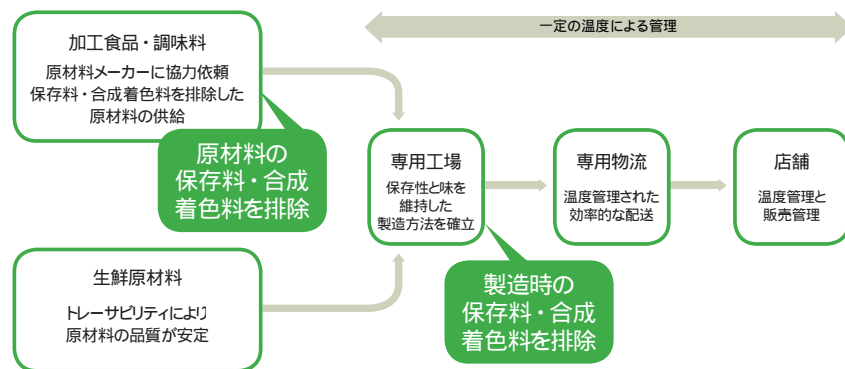 加工食品・調味料
原材料メーカーに協力依頼
保存料・合成着色料を排除した
原材料の供給
原材料の
保存料・合成
着色料を排除
生鮮原材料
トレーサビリティにより
原材料の品質が安定
一定の温度による管理
専用工場
保存性と味を
維持した
製造方法を確立
製造時の
保存料・合成
着色料を排除
専用物流
温度管理された
効率的な配送
店舗
温度管理と
販売管理